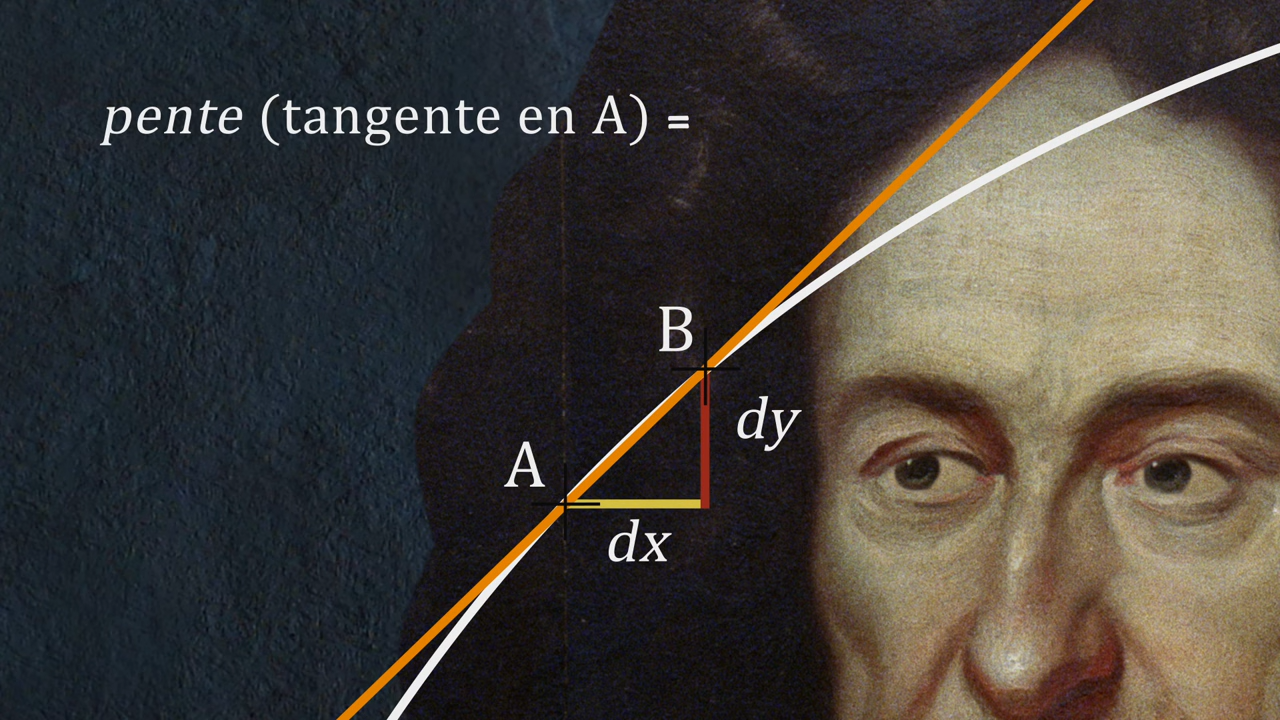 pente (tangente en A) =
B
dy
A
dx